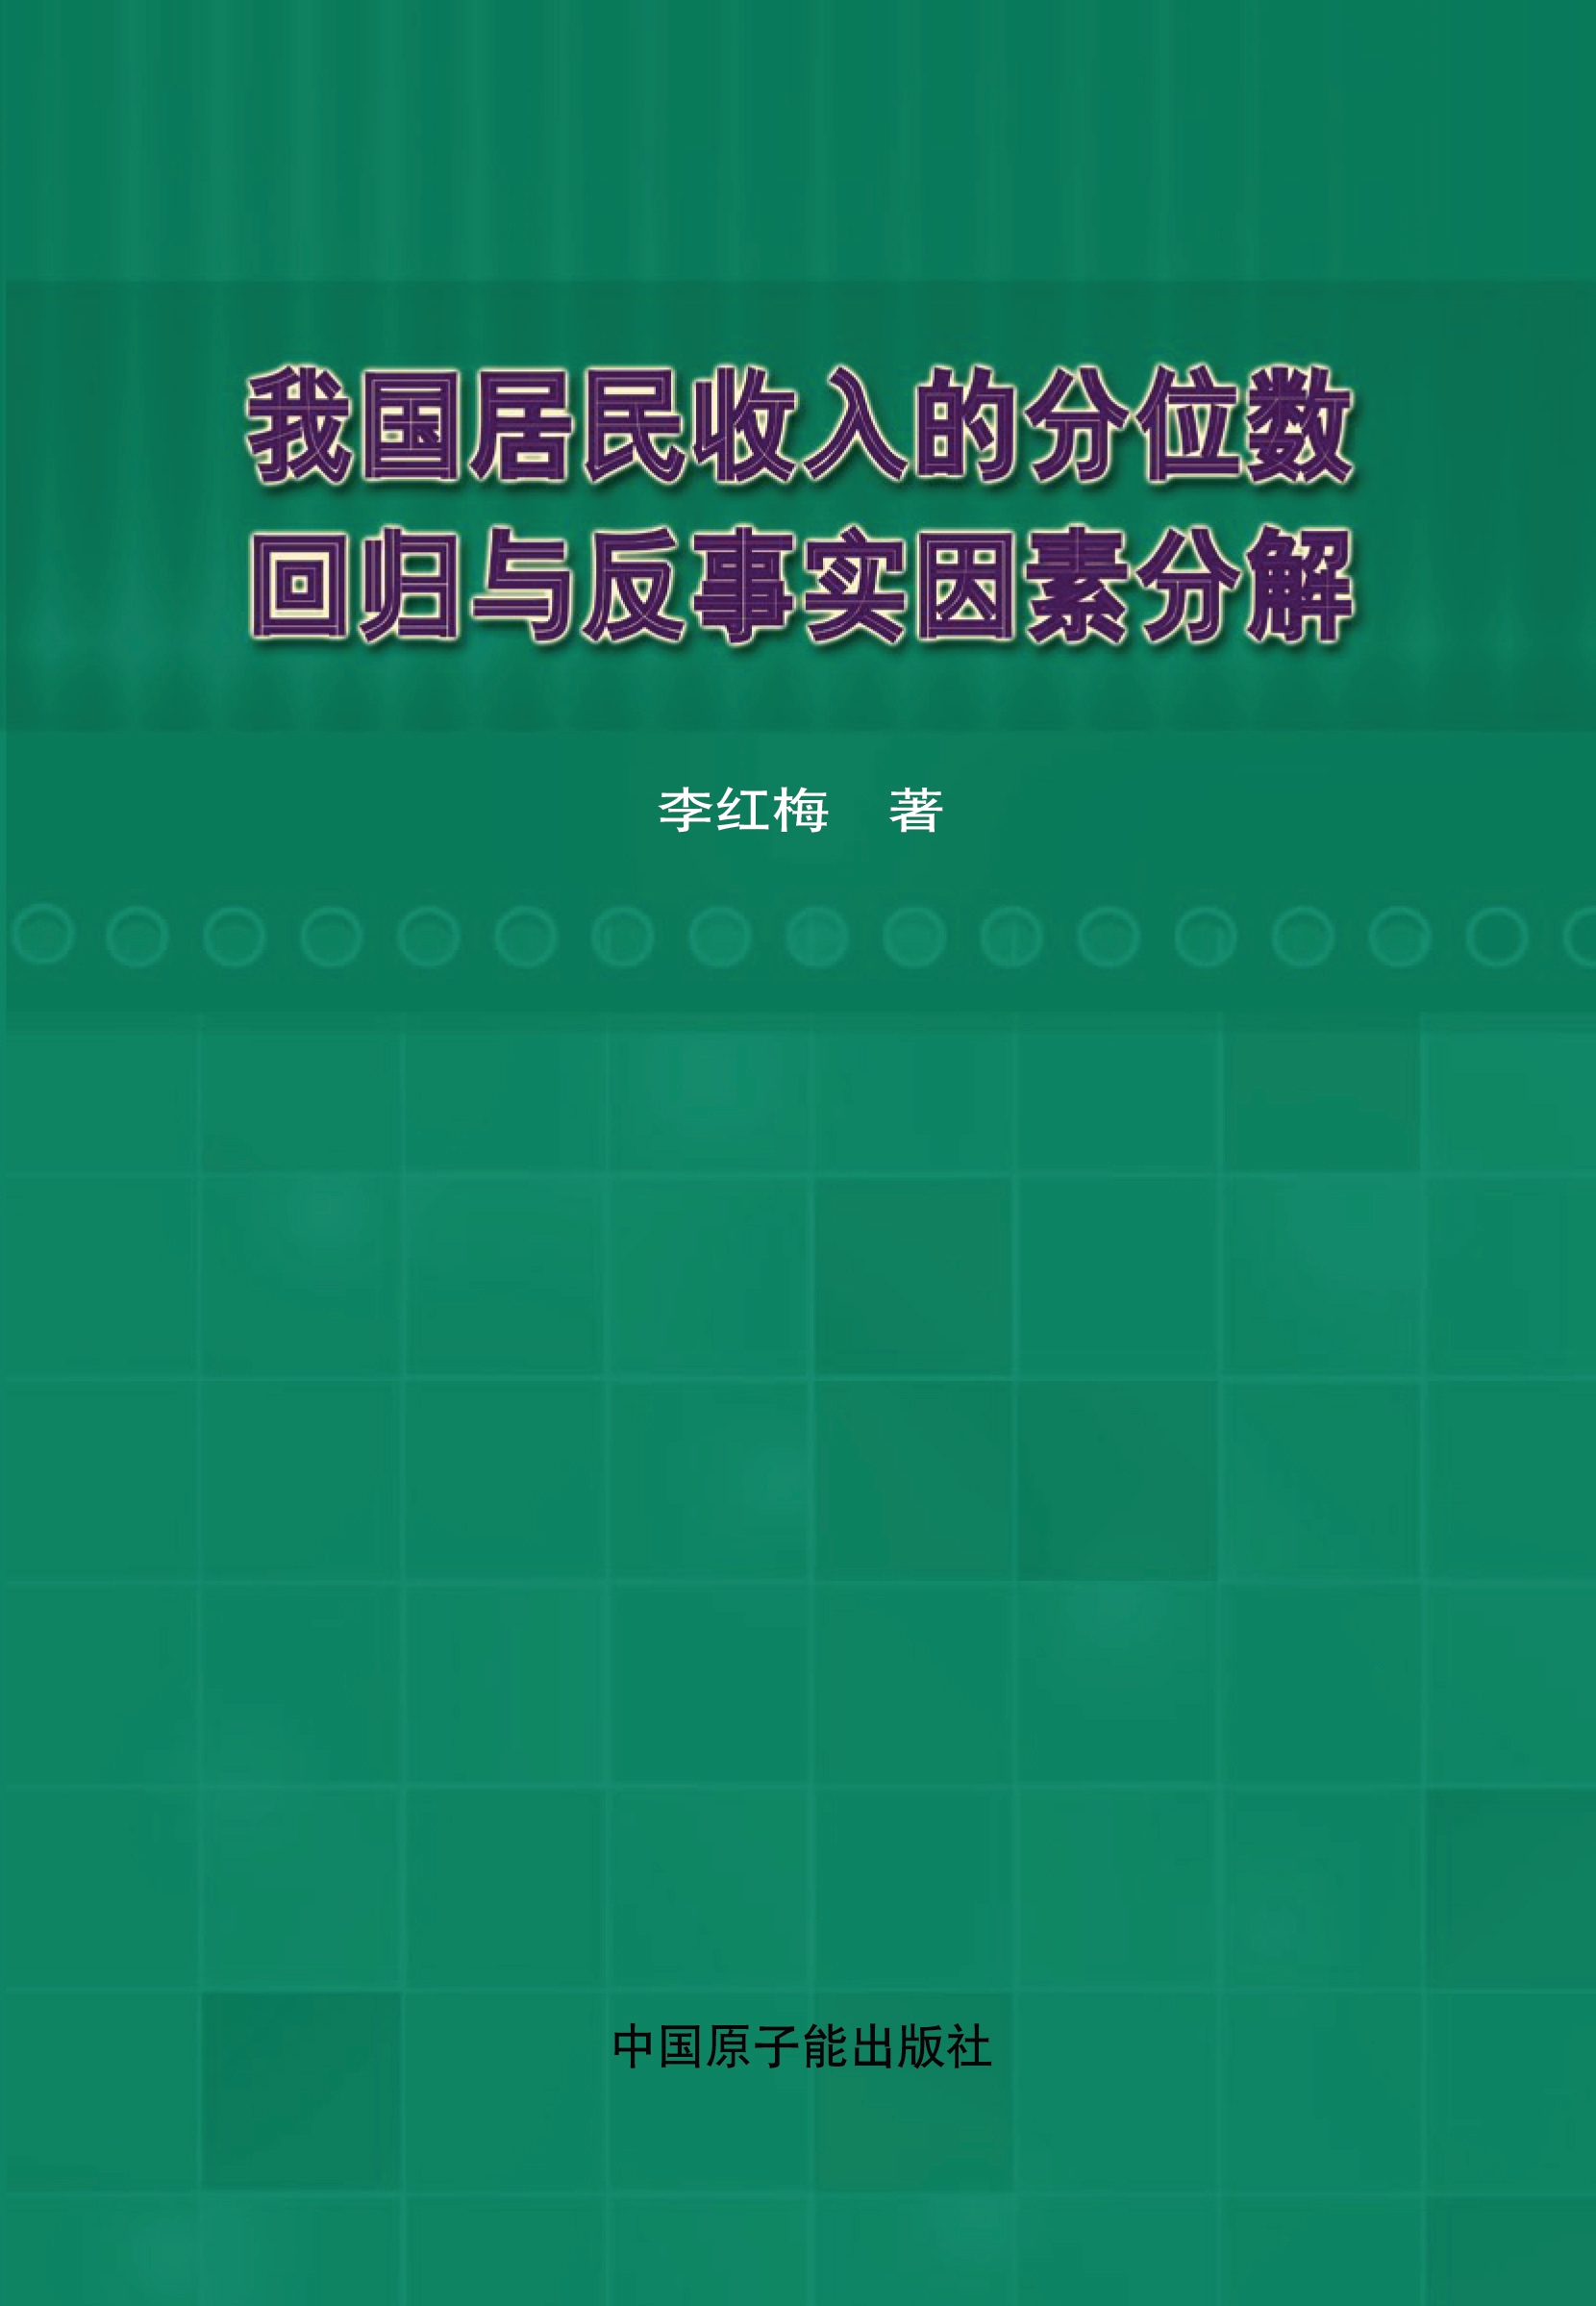 我国居民收入的分位数
回归与反事实因素分解
李红梅 著
中国原子能出版社